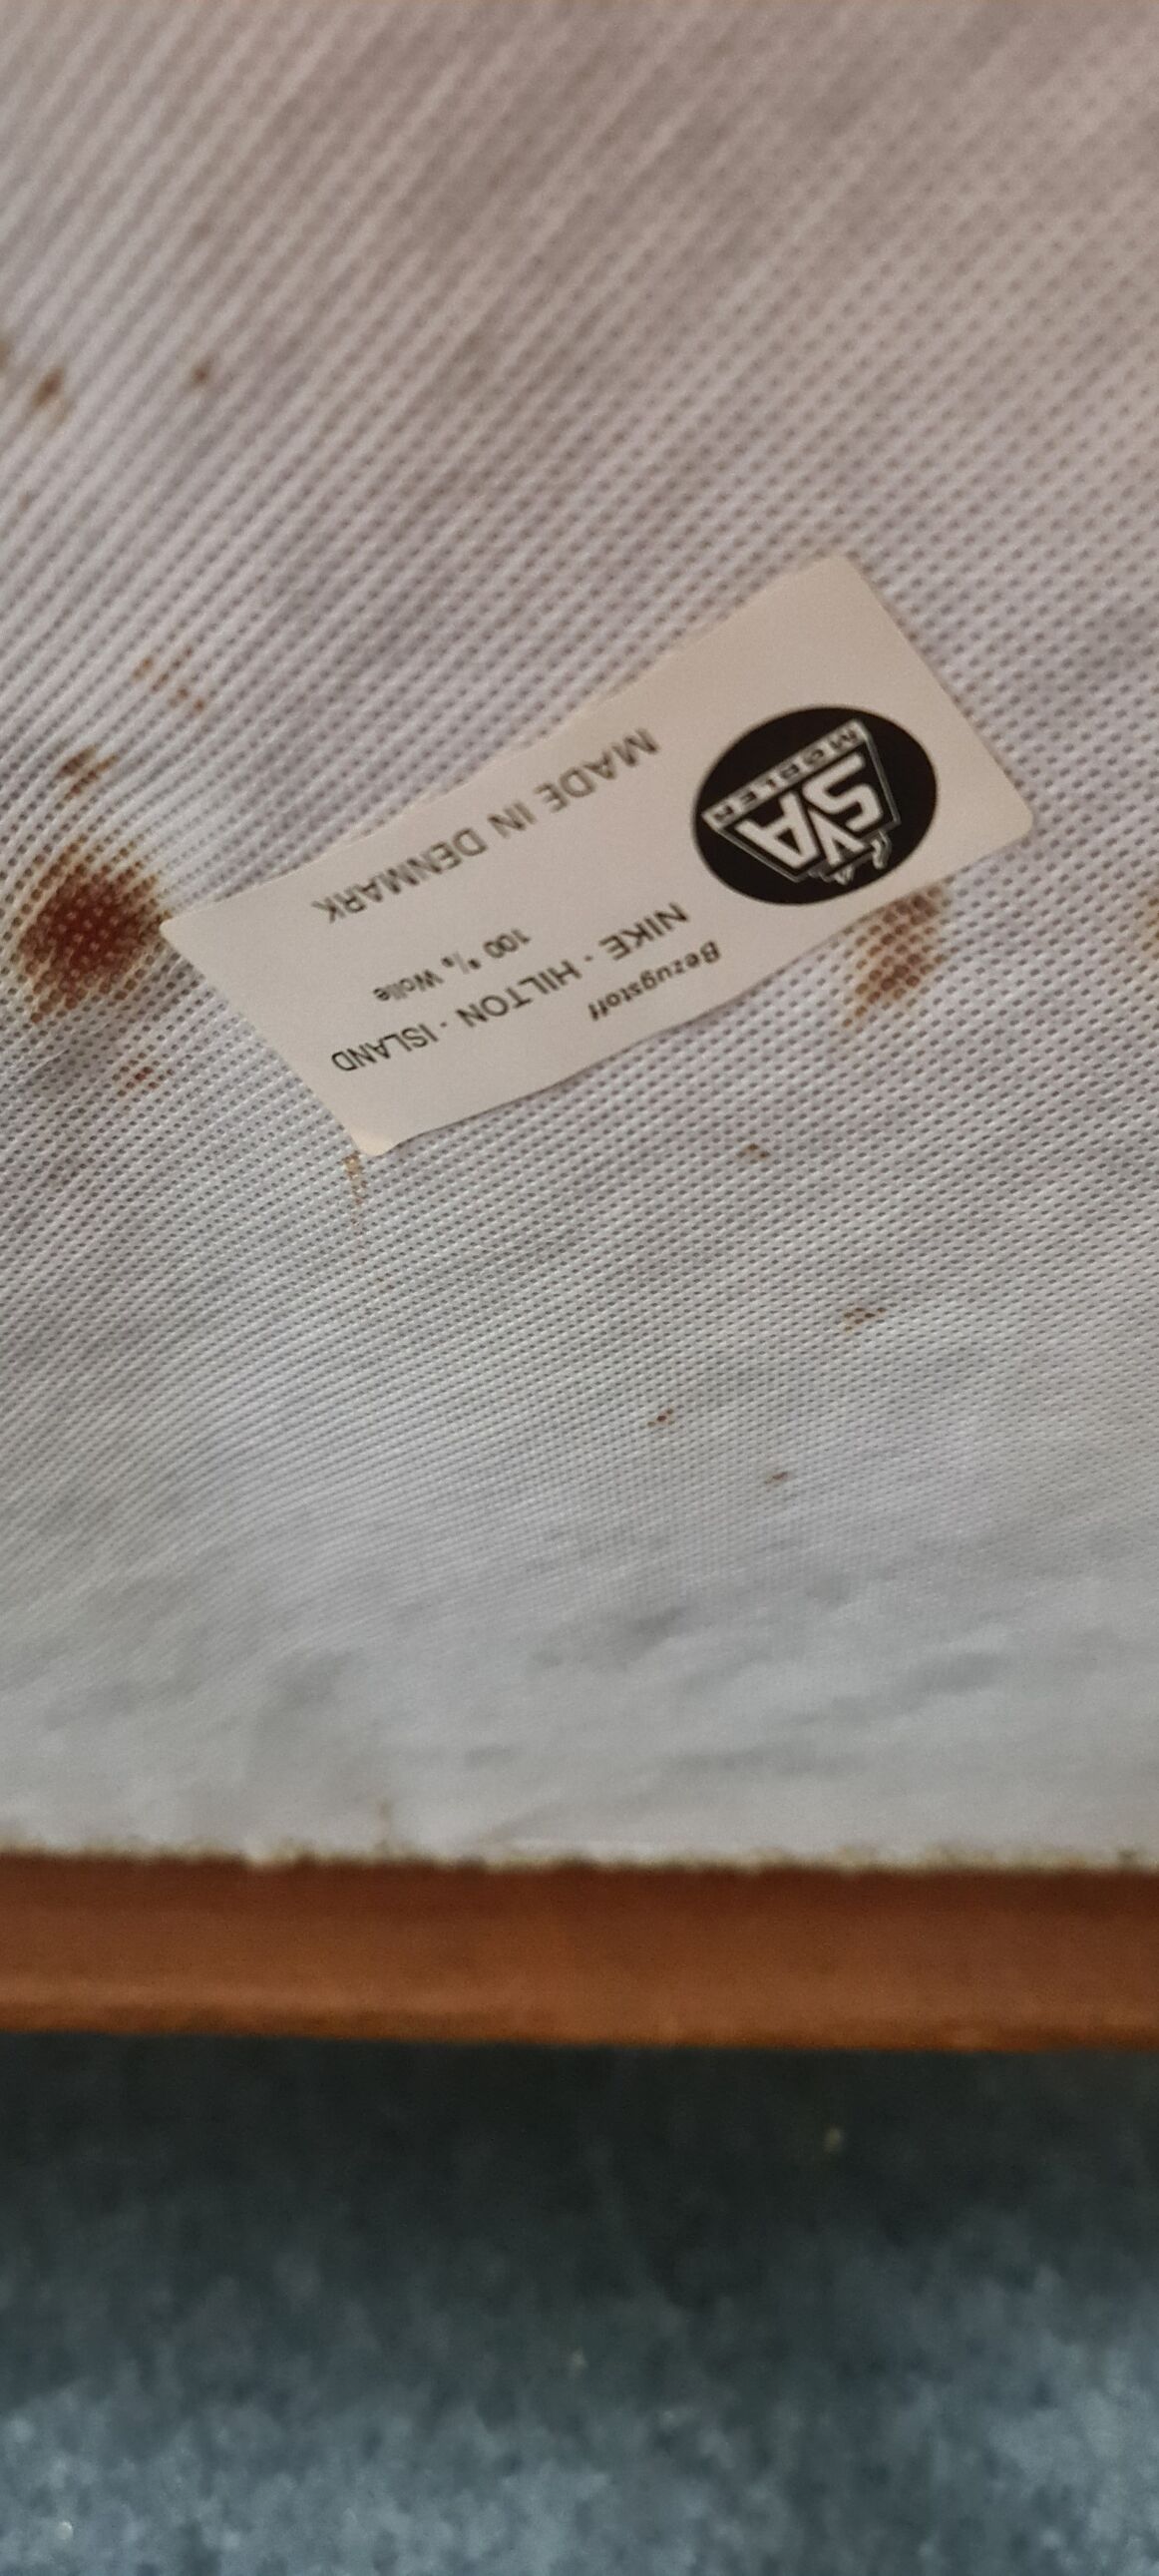 SVA
MØBLER
Bezugstoff
NIKE - HILTON - ISLAND
100 % Wolle
MADE IN DENMARK